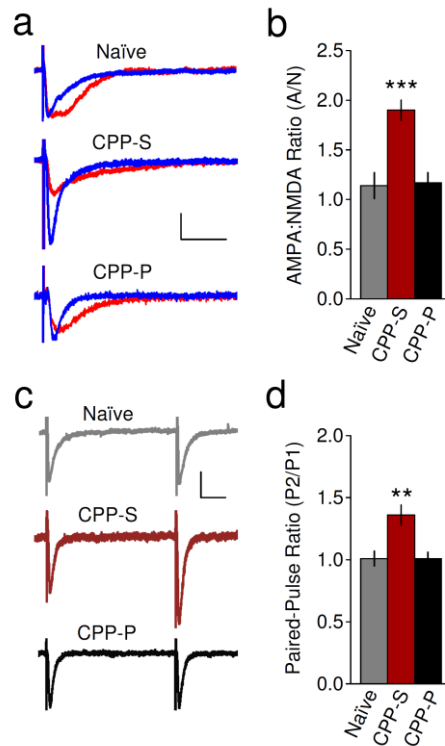 a
Naïve
CPP-S
CPP-P
b
AMPA:NMDA Ratio (A/N)
2.5
2.0
1.5
1.0
0.5
0.0
***
Naïve
CPP-S
CPP-P
c
Naïve
CPP-S
CPP-P
d
Paired-Pulse Ratio (P2/P1)
2.0
1.5
1.0
0.5
0.0
**
Naïve
CPP-S
CPP-P